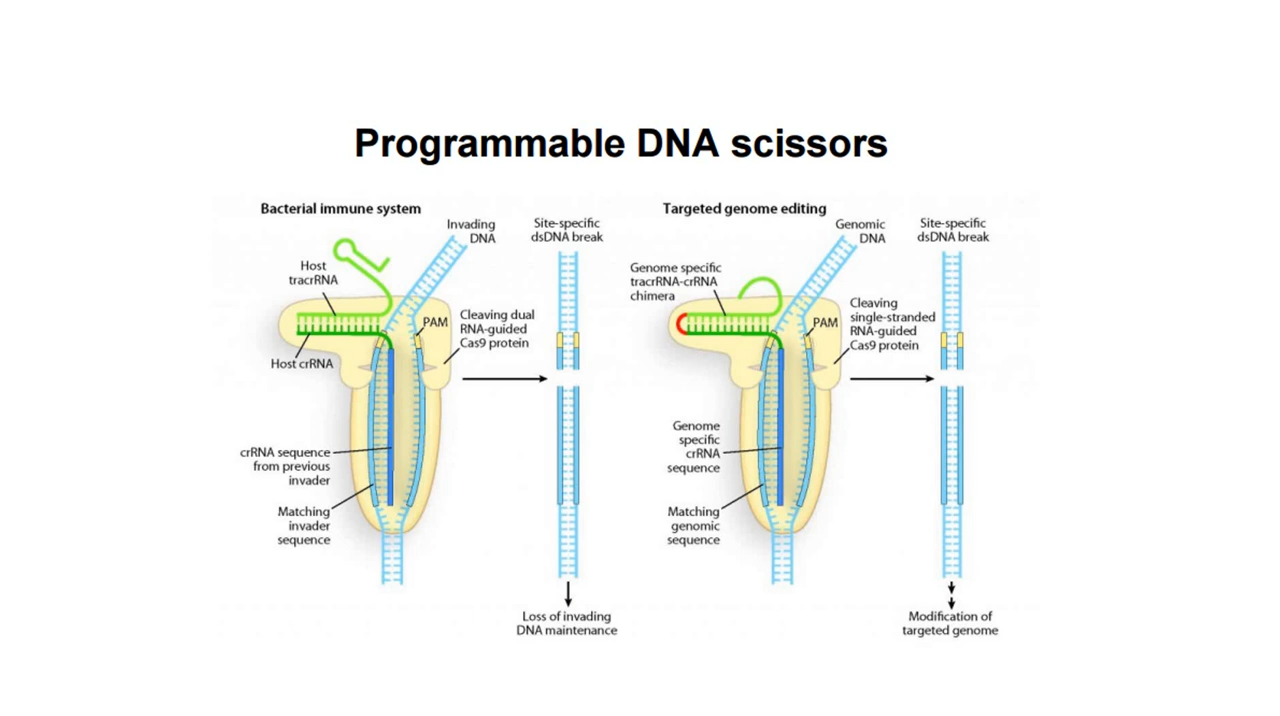 Programmable DNA scissors
Bacterial immune system
Invading
DNA
Site-specific
dsDNA break
Host
tracrRNA
PAM
Cleaving dual
RNA-guided
Cas9 protein
Host crRNA
crRNA sequence
from previous
invader
Matching
invader
sequence
Loss of invading
DNA maintenance
Targeted genome editing
Genomic
DNA
Site-specific
dsDNA break
Genome specific
tracrRNA-crRNA
chimera
PAM
Cleaving
single-stranded
RNA-guided
Cas9 protein
Genome
specific
crRNA
sequence
Matching
genomic
sequence
Modification of
targeted genome